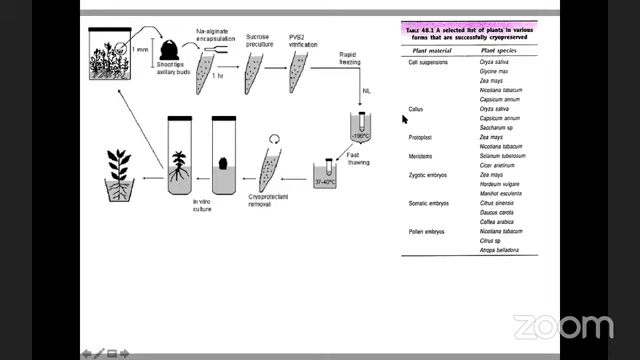 1 mm
Shoot tips
axillary buds
Na-alginate
encapsulation
1 hr
Sucrose
preculture
PVS2
vitrification
Rapid
freezing
NL
-196°C
Fast
thawing
37-40°C
Cryoprotectant
removal
In vitro
culture
TABLE 48.1 A selected list of plants in various
forms that are successfully cryopreserved
Plant material Plant species
Cell suspensions Oryza sativa
Glycine max
Zea mays
Nicotiana tabacum
Capsicum annum
Callus Oryza sativa
Capsicum annum
Saccharum sp
Protoplast Zea mays
Nicotiana tabacum
Meristems Solanum tuberosum
Cicer arietinum
Zygotic embryos Zea mays
Hordeum vulgare
Manihot esculenta
Somatic embryos Citrus sinensis
Daucus carota
Coffea arabica
Pollen embryos Nicotiana tabacum
Citrus sp
Atropa belladona
zoom